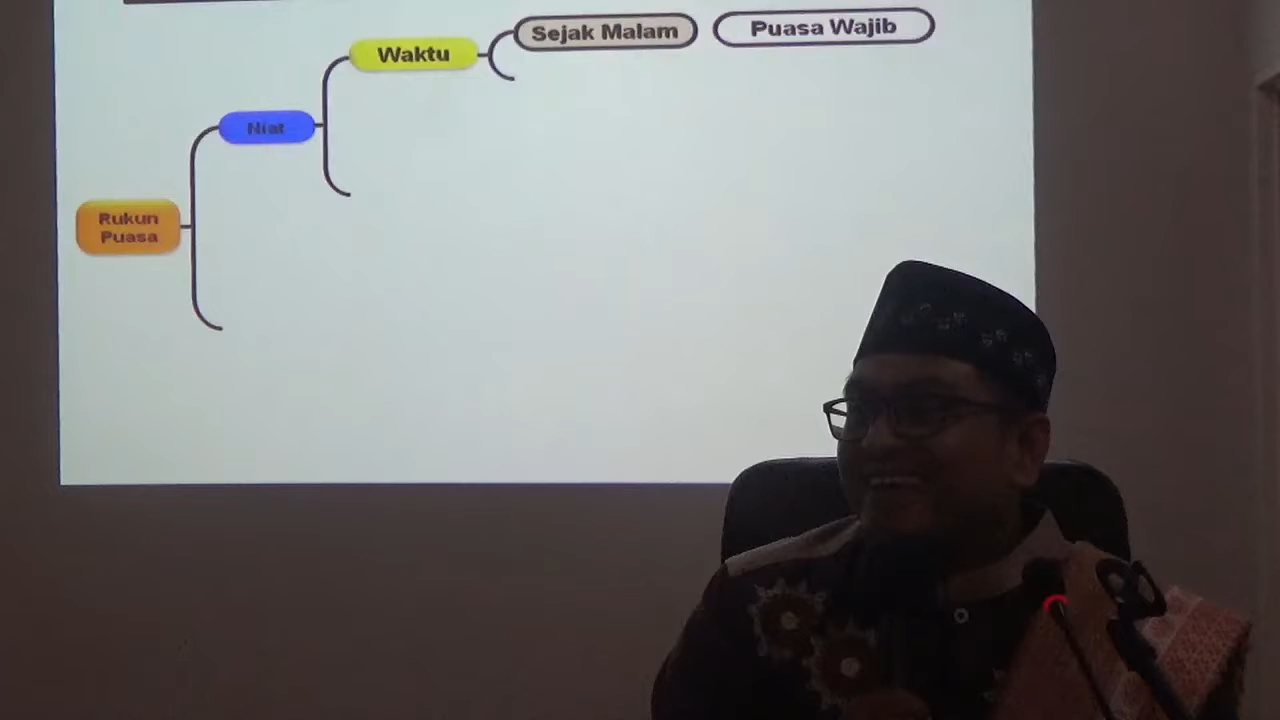 Sejak Malam
Puasa Wajib
Waktu
Niat
Rukun
Puasa